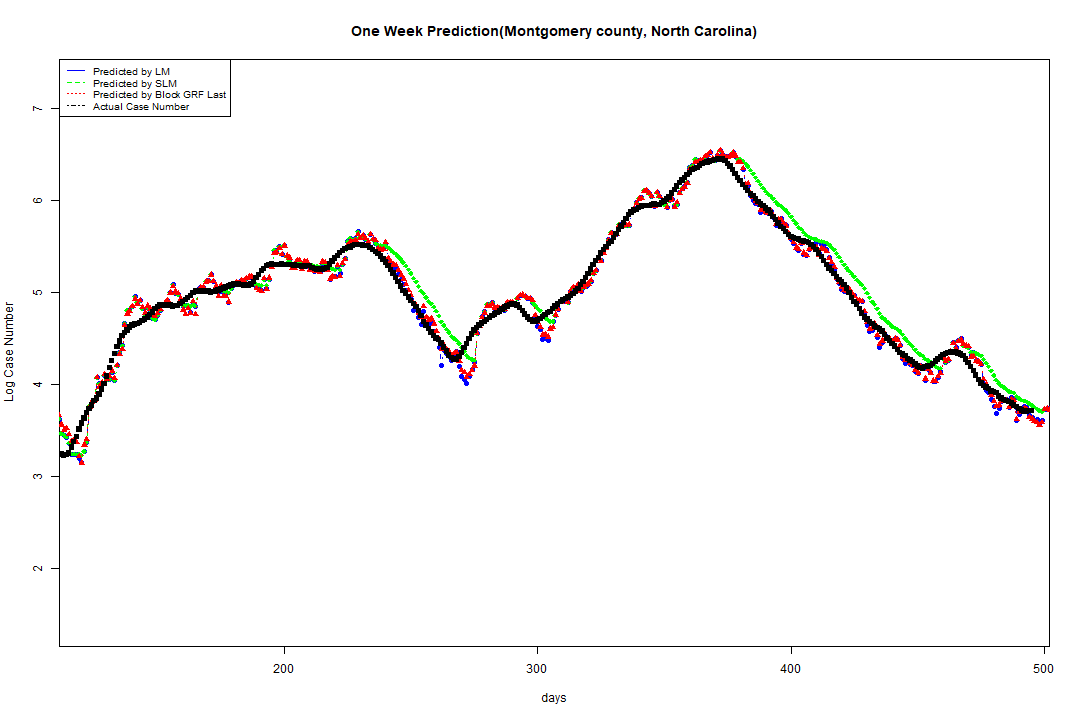 One Week Prediction(Montgomery county, North Carolina)
Predicted by LM
Predicted by SLM
Predicted by Block GRF Last
Actual Case Number
7
6
5
4
3
2
Log Case Number
200 300 400 500
days